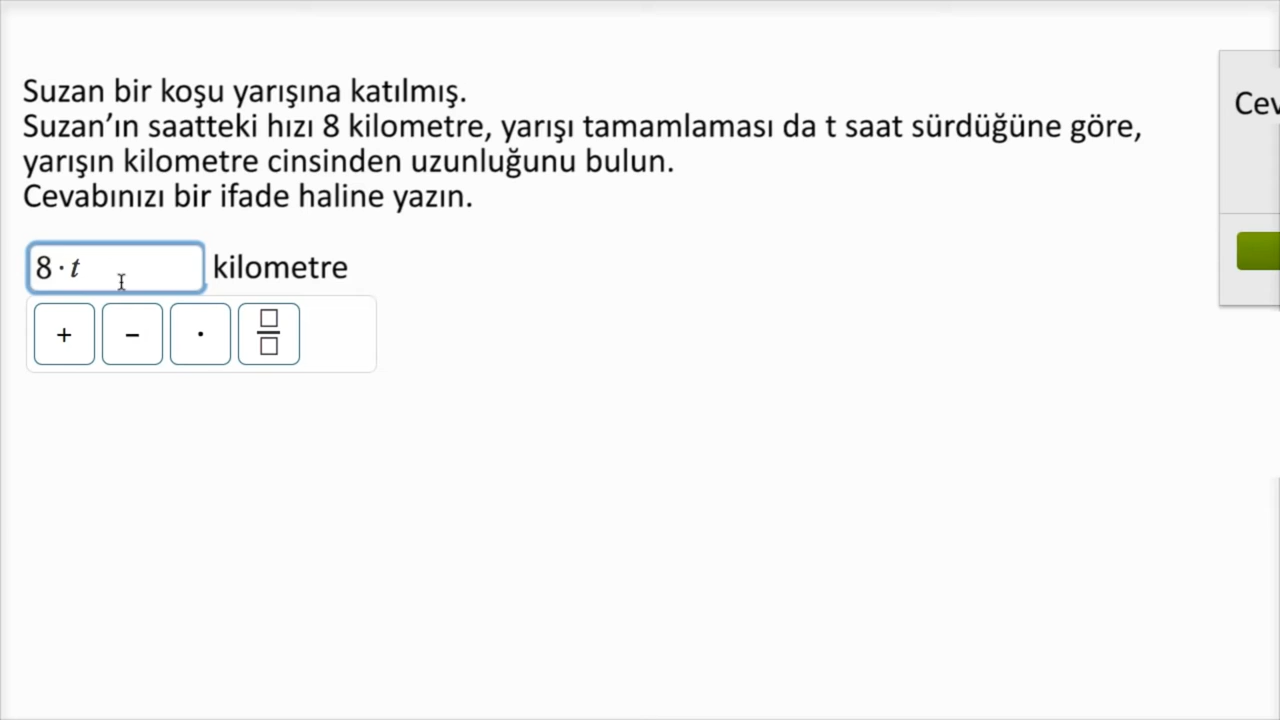 Suzan bir koşu yarışına katılmış.
Suzan’ın saatteki hızı 8 kilometre, yarışı tamamlaması da t saat sürdüğüne göre,
yarışın kilometre cinsinden uzunluğunu bulun.
Cevabınızı bir ifade haline yazın.
8 · t kilometre
+ − ·